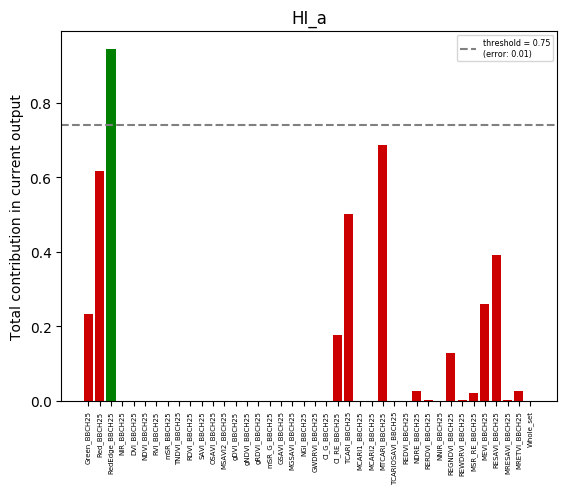 HI_a
Total contribution in current output
0.8
0.6
0.4
0.2
0.0
threshold = 0.75
(error: 0.01)
Green_BBCH25
Red_BBCH25
RedEdge_BBCH25
NIR_BBCH25
DVI_BBCH25
NDVI_BBCH25
RVI_BBCH25
mSR_BBCH25
TNDVI_BBCH25
RDVI_BBCH25
SAVI_BBCH25
OSAVI_BBCH25
MSAVI2_BBCH25
gDVI_BBCH25
gNDVI_BBCH25
gRDVI_BBCH25
mSR_G_BBCH25
GSAVI_BBCH25
MGSAVI_BBCH25
NGI_BBCH25
GWDRVI_BBCH25
CI_G_BBCH25
CI_RE_BBCH25
TCARI_BBCH25
MCARI1_BBCH25
MCARI2_BBCH25
MTCARI_BBCH25
TCARIOSAVI_BBCH25
REDVI_BBCH25
NDRE_BBCH25
RERDVI_BBCH25
NNIR_BBCH25
REGNDVI_BBCH25
REWDRVI_BBCH25
MSR_RE_BBCH25
MEVI_BBCH25
RESAVI_BBCH25
MRESAVI_BBCH25
MRETVI_BBCH25
Whole_set